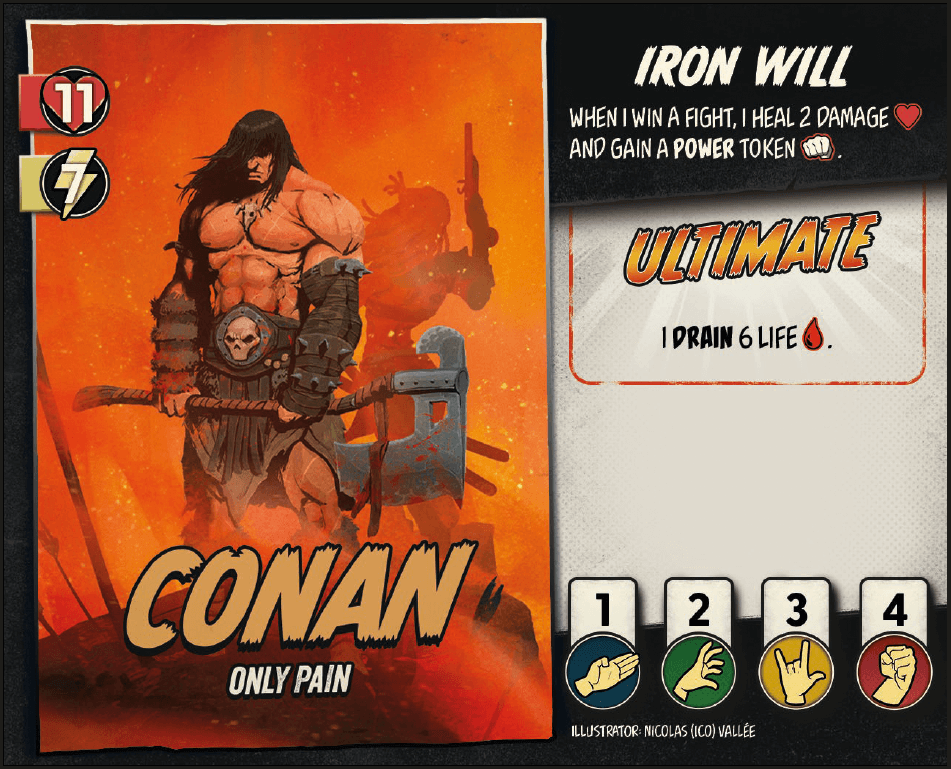 11
7
CONAN
ONLY PAIN
IRON WILL
WHEN I WIN A FIGHT, I HEAL 2 DAMAGE
AND GAIN A POWER TOKEN .
ULTIMATE
I DRAIN 6 LIFE .
1 2 3 4
ILLUSTRATOR: NICOLAS (ICO) VALLÉE